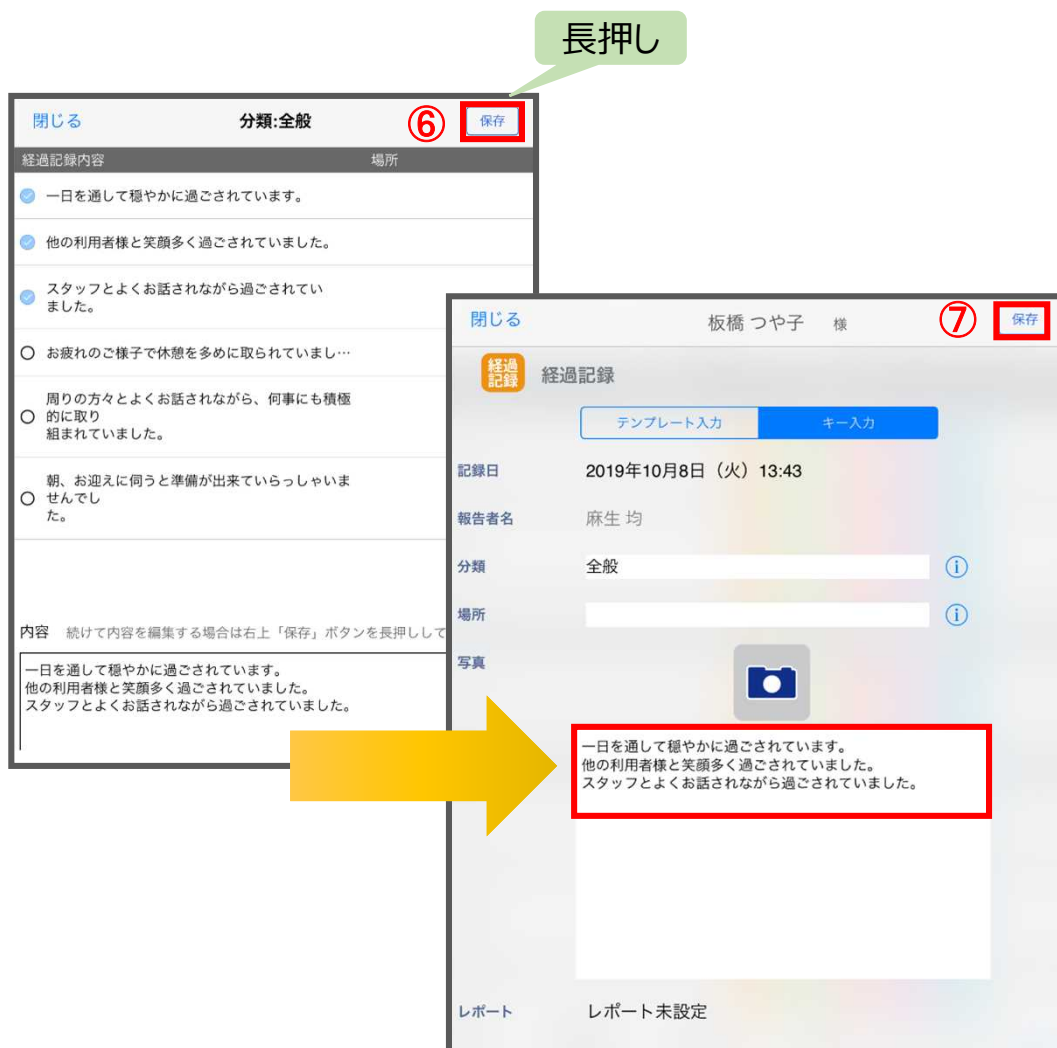 長押し
閉じる
分類:全般
⑥
保存
経過記録内容
場所
一日を通して穏やかに過ごされています。
他の利用者様と笑顔多く過ごされていました。
スタッフとよくお話されながら過ごされてい
ました。
お疲れのご様子で休憩を多めに取られていまし…
周りの方々とよくお話されながら、何事にも積極
的に取り
組まれていました。
朝、お迎えに伺うと準備が出来ていらっしゃいま
せんでし
た。
内容 続けて内容を編集する場合は右上「保存」ボタンを長押しして
一日を通して穏やかに過ごされています。
他の利用者様と笑顔多く過ごされていました。
スタッフとよくお話されながら過ごされていました。
閉じる
板橋 つや子 様
⑦
保存
経過
記録
経過記録
テンプレート入力
キー入力
記録日
2019年10月8日（火）13:43
報告者名
麻生 均
分類
全般
場所
写真
一日を通して穏やかに過ごされています。
他の利用者様と笑顔多く過ごされていました。
スタッフとよくお話されながら過ごされていました。
レポート
レポート未設定